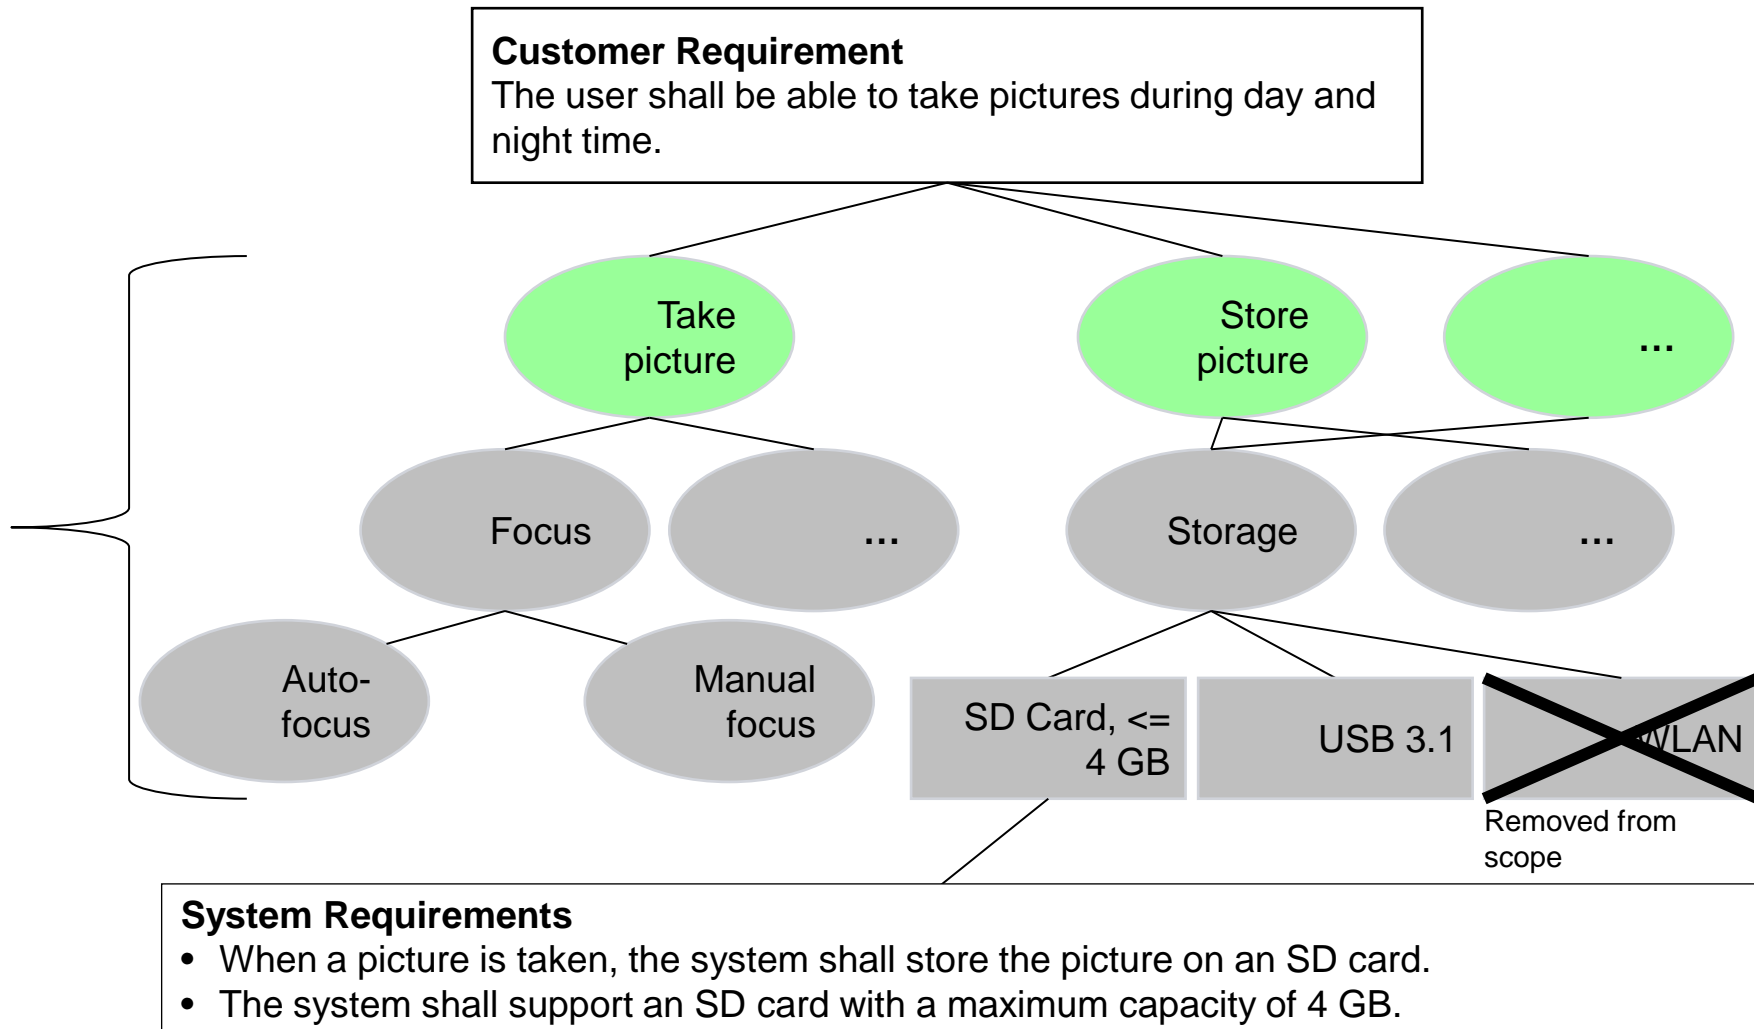 Customer Requirement
The user shall be able to take pictures during day and
night time.
Take
picture
Store
picture
...
Focus
...
Storage
...
Auto-
focus
Manual
focus
SD Card, <=
4 GB
USB 3.1
WLAN
Removed from
scope
System Requirements
• When a picture is taken, the system shall store the picture on an SD card.
• The system shall support an SD card with a maximum capacity of 4 GB.